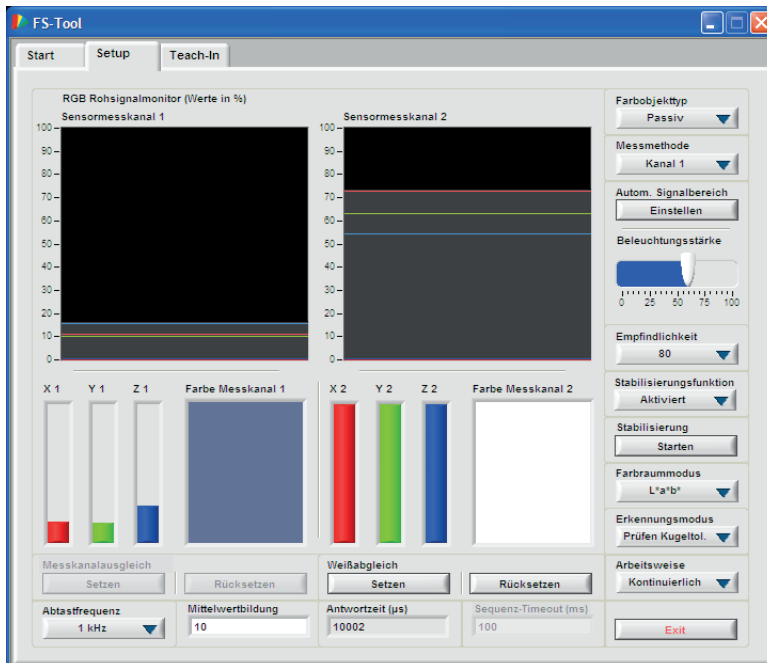 FS-Tool
Start Setup Teach-In
RGB Rohsignalmonitor (Werte in %)
Sensormesskanal 1
100
90
80
70
60
50
40
30
20
10
0
Sensormesskanal 2
100
90
80
70
60
50
40
30
20
10
0
X 1 Y 1 Z 1 Farbe Messkanal 1
X 2 Y 2 Z 2 Farbe Messkanal 2
Messkanalausgleich
Setzen Rücksetzen
Weißabgleich
Setzen Rücksetzen
Abtastfrequenz
1 kHz
Mittelwertbildung
10
Antwortzeit (µs)
10002
Sequenz-Timeout (ms)
100
Farbobjekttyp
Passiv
Messmethode
Kanal 1
Autom. Signalbereich
Einstellen
Beleuchtungsstärke
0 25 50 75 100
Empfindlichkeit
80
Stabilisierungsfunktion
Aktiviert
Stabilisierung
Starten
Farbraummodus
L*a*b*
Erkennungsmodus
Prüfen Kugeltol.
Arbeitsweise
Kontinuierlich
Exit